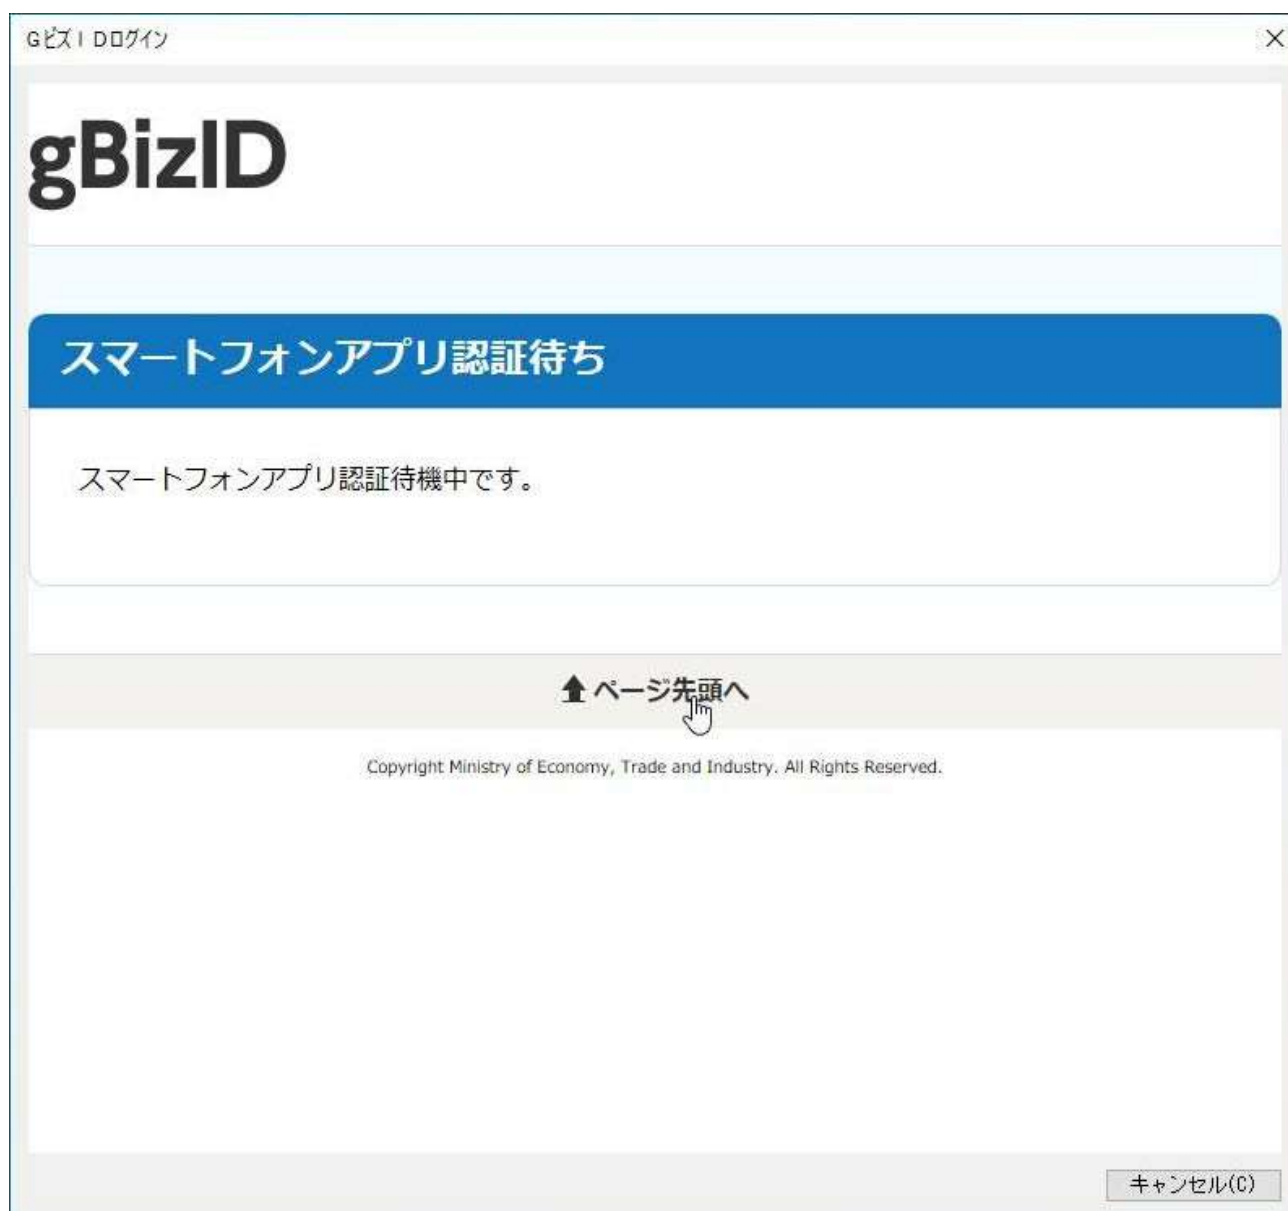 GビズIDログイン
gBizID
スマートフォンアプリ認証待ち
スマートフォンアプリ認証待機中です。
ページ先頭へ
Copyright Ministry of Economy, Trade and Industry. All Rights Reserved.
キャンセル(C)